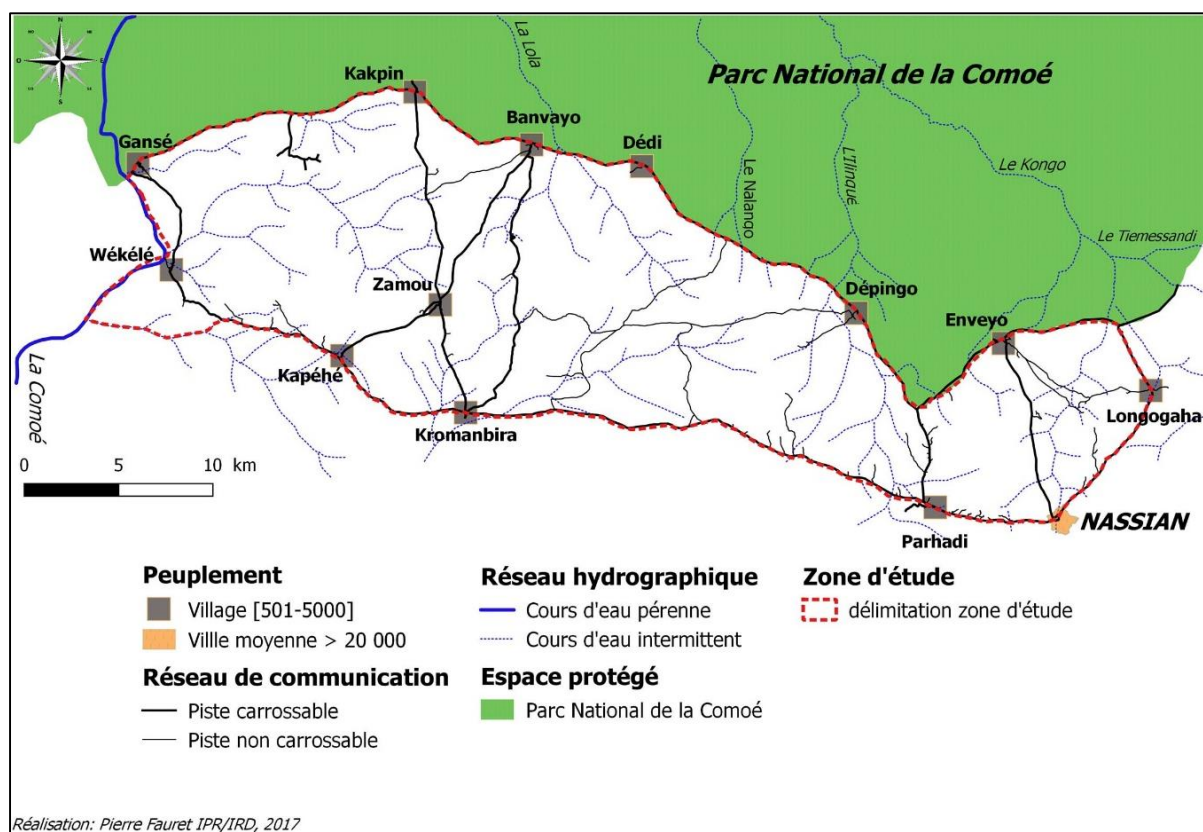 Parc National de la Comoé
La Lola
Kakpin
Banvayo
Dédi
Gansé
Le Nalanqo
L'Ilinqué
Le Kongo
Le Tiemessandi
Wékélé
Zamou
Dépingo
Enveyo
La Comoé
Kapéhé
Kromanbira
Longogaha
0 5 10 km
Parhadi
NASSIAN
Peuplement
Village [501-5000]
Villle moyenne > 20 000
Réseau de communication
Piste carrossable
Piste non carrossable
Réseau hydrographique
Cours d'eau pérenne
Cours d'eau intermittent
Espace protégé
Parc National de la Comoé
Zone d'étude
délimitation zone d'étude
Réalisation: Pierre Fauret IPR/IRD, 2017